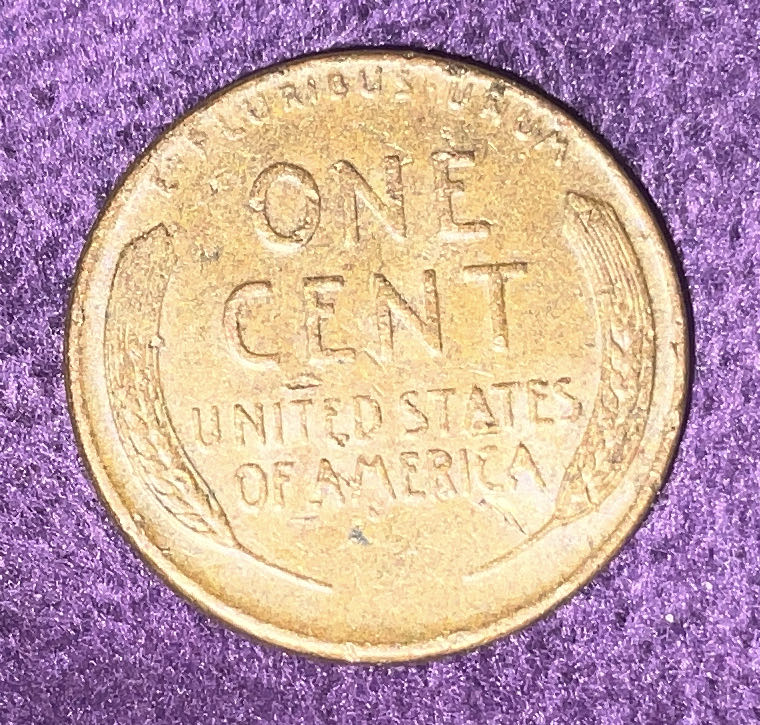 E · PLURIBUS · UNUM
ONE
CENT
UNITED STATES
OF AMERICA